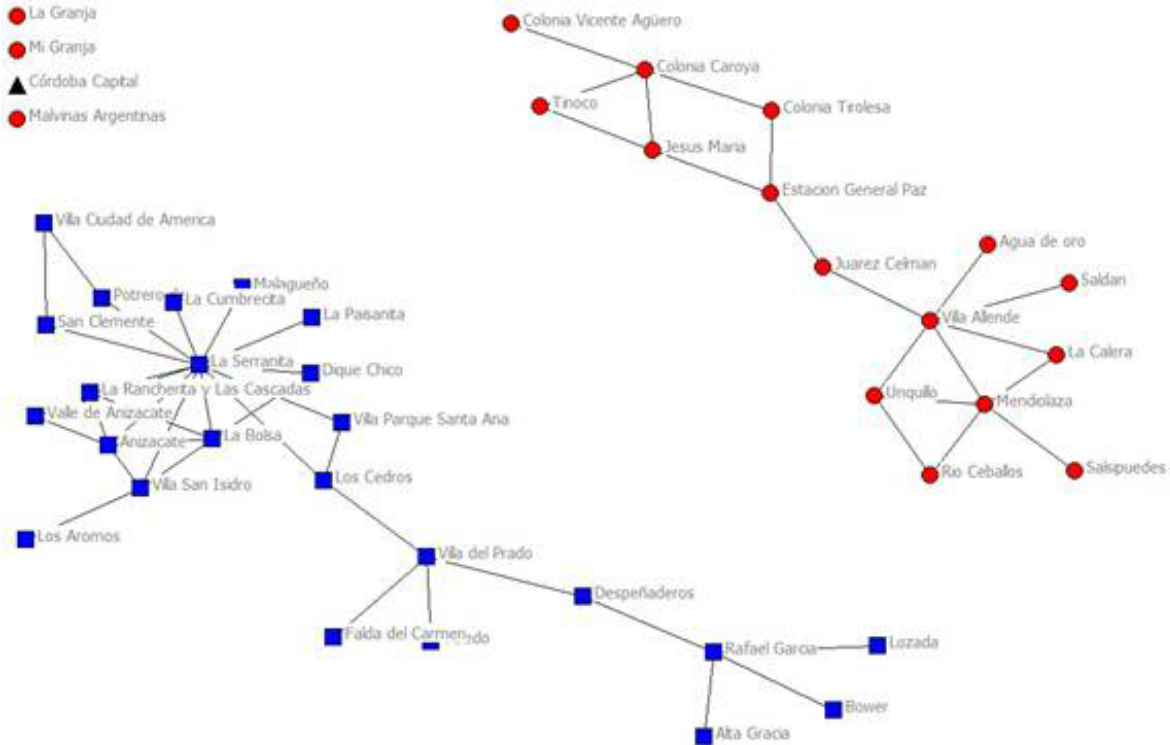 La Granja
Mi Granja
Córdoba Capital
Malvinas Argentinas
Colonia Vicente Agüero
Colonia Caroya
Tinoco
Colonia Tirolesa
Jesus Maria
Estacion General Paz
Agua de oro
Juarez Celman
Saldan
Villa Allende
La Calera
Unquillo
Mendiolaza
Rio Ceballos
Salsipuedes
Villa Ciudad de America
Malagueño
Potrero
La Cumbrecita
San Clemente
La Paisanita
La Serranita
Dique Chico
La Rancherita y Las Cascadas
Valle de Anizacate
Villa Parque Santa Ana
Anizacate
La Bolsa
Villa San Isidro
Los Cedros
Los Aromos
Villa del Prado
Despeñaderos
Falda del Carmen
Rafael Garcia
Lozada
Bower
Alta Gracia